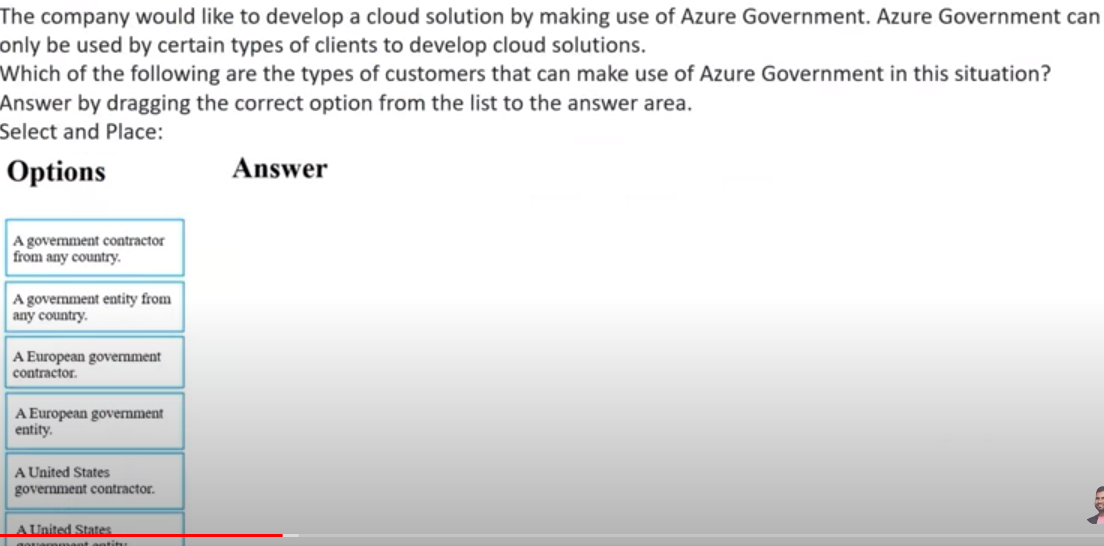 The company would like to develop a cloud solution by making use of Azure Government. Azure Government can
only be used by certain types of clients to develop cloud solutions.
Which of the following are the types of customers that can make use of Azure Government in this situation?
Answer by dragging the correct option from the list to the answer area.
Select and Place:
Options
Answer
A government contractor
from any country.
A government entity from
any country.
A European government
contractor.
A European government
entity.
A United States
government contractor.
A United States
government entity